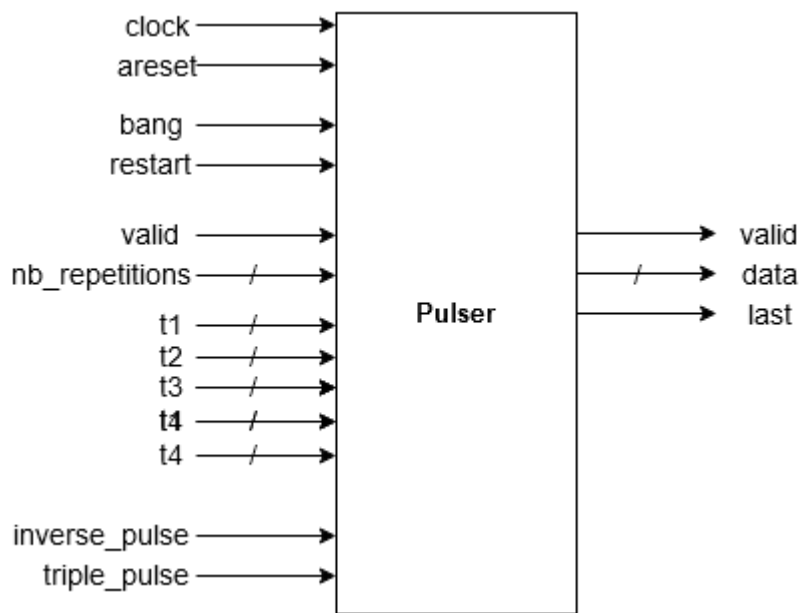 clock
areset
bang
restart
valid
nb_repetitions
t1
t2
t3
t4
t4
inverse_pulse
triple_pulse
Pulser
valid
data
last